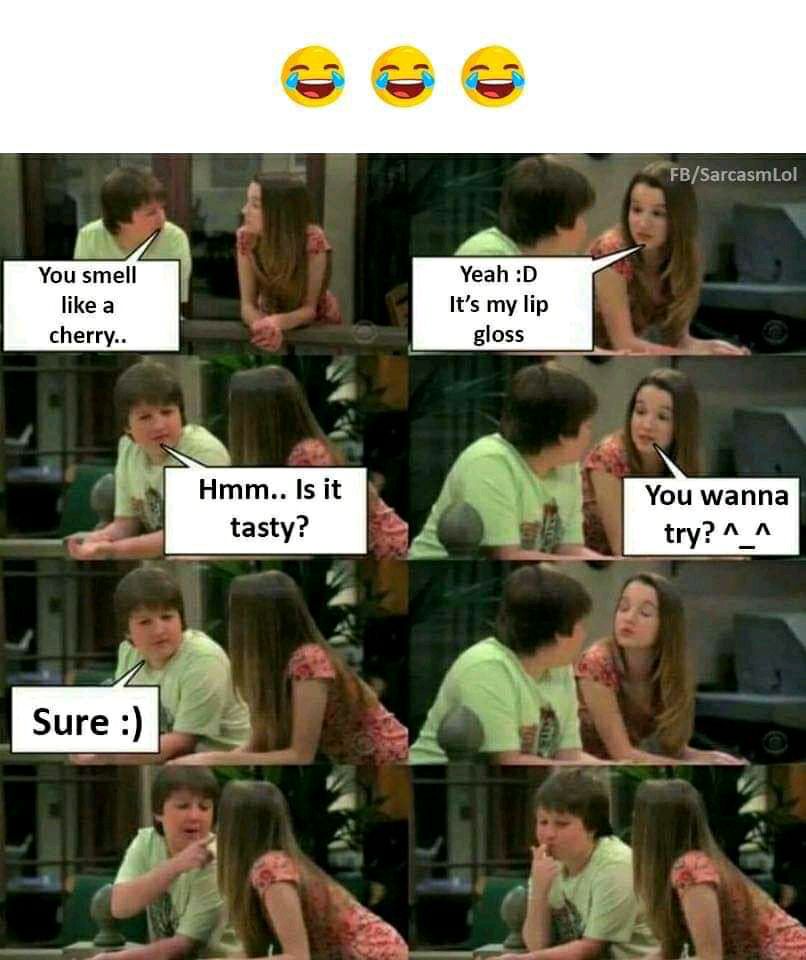 FB/SarcasmLol
You smell
like a
cherry..
Yeah :D
It's my lip
gloss
Hmm.. Is it
tasty?
You wanna
try? ^_^
Sure :)